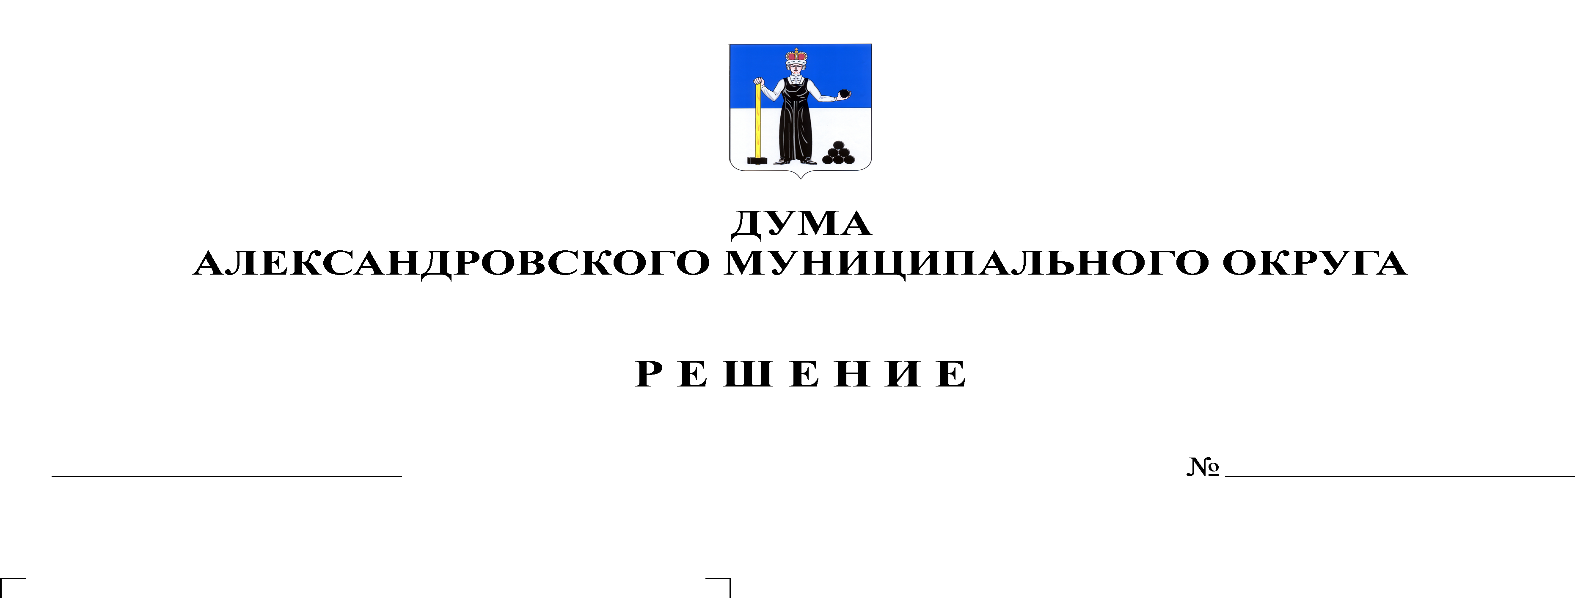 ДУМА
АЛЕКСАНДРОВСКОГО МУНИЦИПАЛЬНОГО ОКРУГА
Р Е Ш Е Н И Е
№